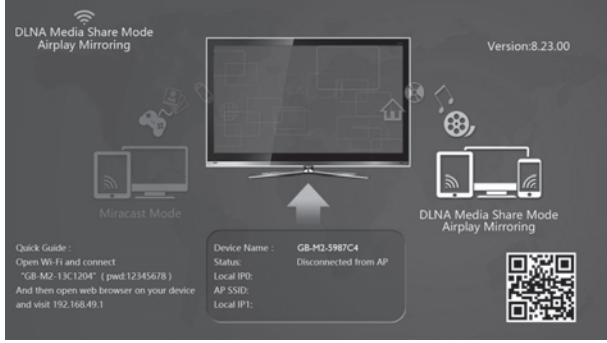 DLNA Media Share Mode
Airplay Mirroring
Version:8.23.00
Miracast Mode
DLNA Media Share Mode
Airplay Mirroring
Quick Guide :
Open Wi-Fi and connect
"GB-M2-13C1204" ( pwd:12345678 )
And then open web browser on your device
and visit 192.168.49.1
Device Name : GB-M2-5987C4
Status: Disconnected from AP
Local IP0:
AP SSID:
Local IP1: